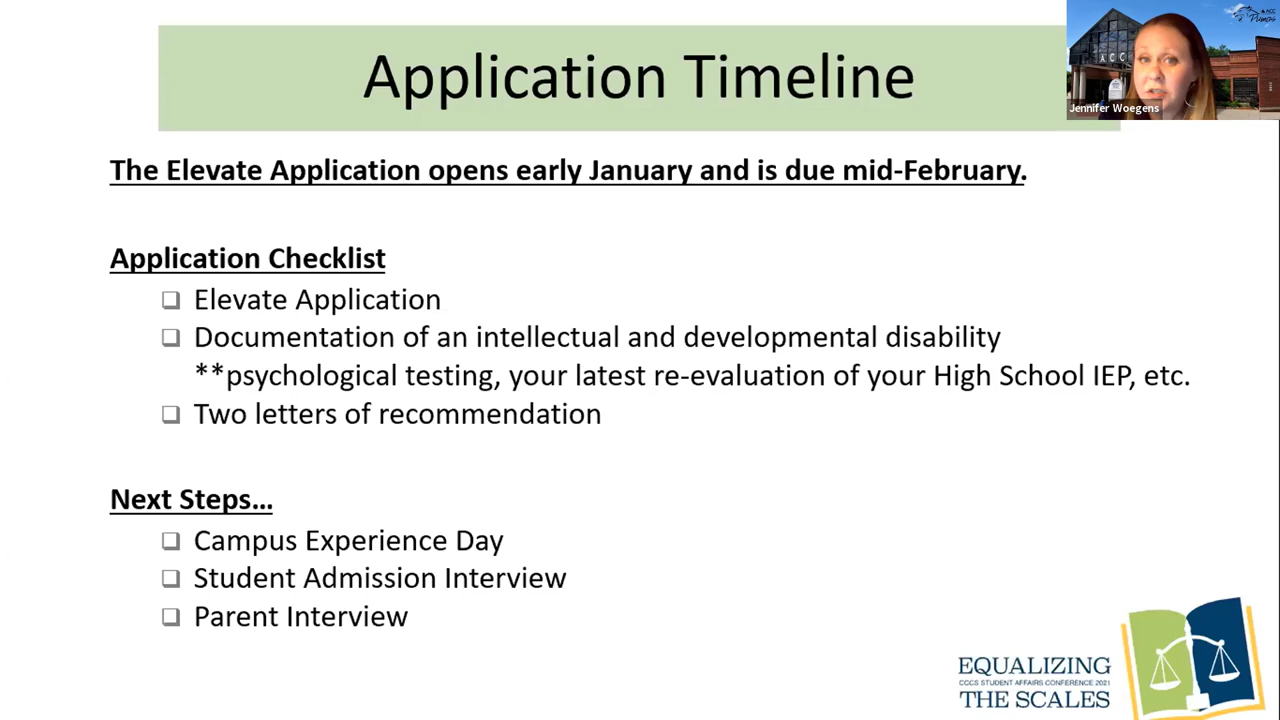 Application Timeline
ACC
Pumas
ACC
Jennifer Woegens
The Elevate Application opens early January and is due mid-February.
Application Checklist
Elevate Application
Documentation of an intellectual and developmental disability
**psychological testing, your latest re-evaluation of your High School IEP, etc.
Two letters of recommendation
Next Steps...
Campus Experience Day
Student Admission Interview
Parent Interview
EQUALIZING
CCCS STUDENT AFFAIRS CONFERENCE 2021
THE SCALES